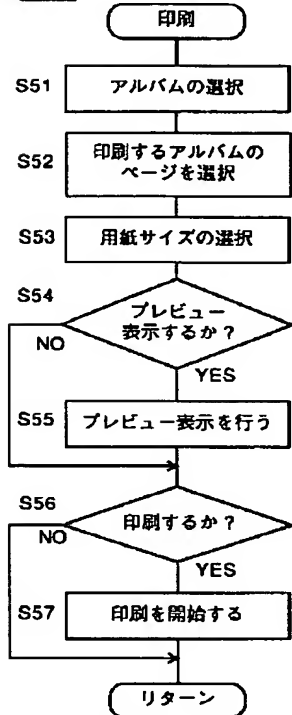 印刷
S51
アルバムの選択
S52
印刷するアルバムの
ページを選択
S53
用紙サイズの選択
S54
プレビュー
表示するか?
NO
YES
S55
プレビュー表示を行う
S56
印刷するか?
NO
YES
S57
印刷を開始する
リターン